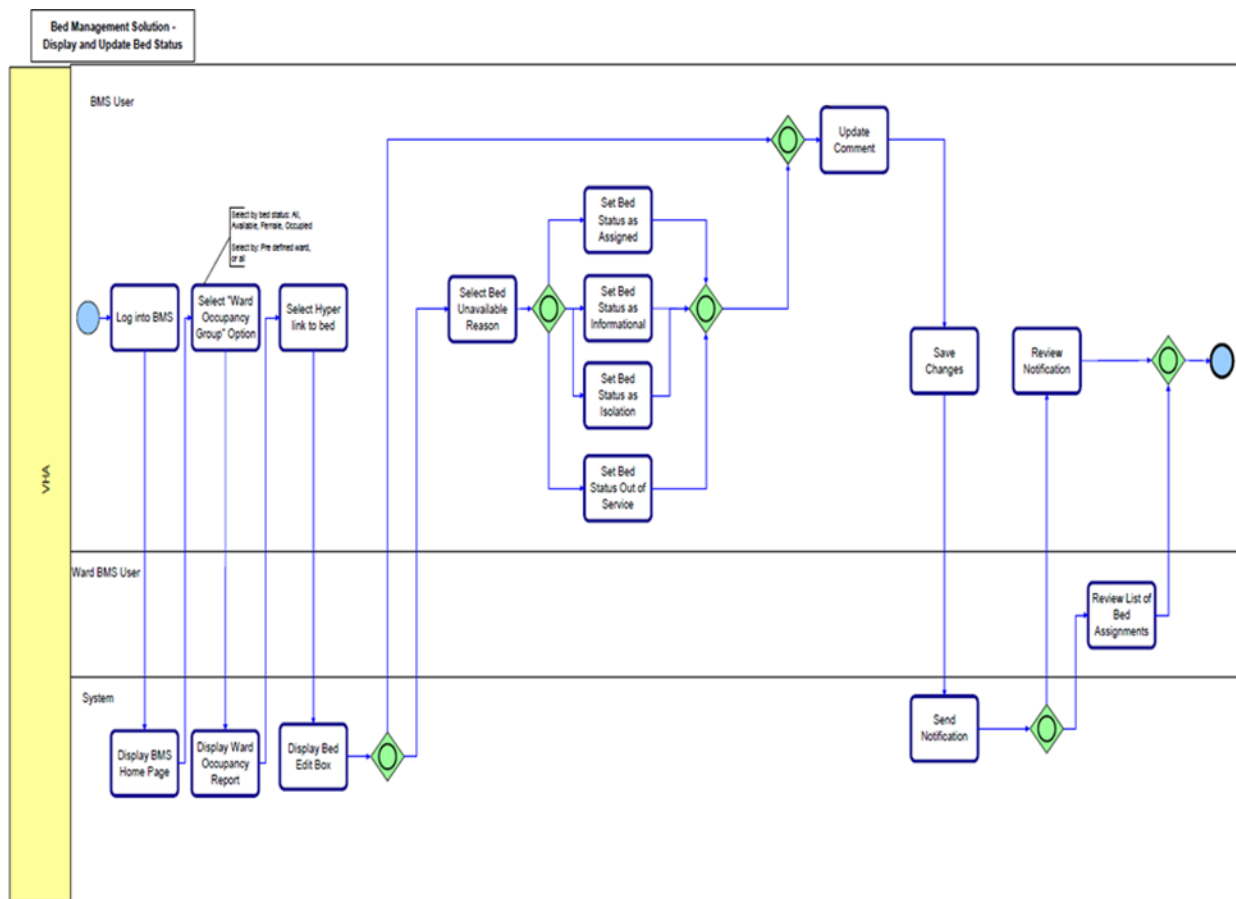 Bed Management Solution -
Display and Update Bed Status
VHA
BMS User
Update
Comment
Select by bed status: All,
Available, Female, Occupied
Select by: Pre defined ward,
or all
Set Bed
Status as
Assigned
Log into BMS
Select "Ward
Occupancy
Group" Option
Select Hyper
link to bed
Select Bed
Unavailable
Reason
Set Bed
Status as
Informational
Set Bed
Status as
Isolation
Save
Changes
Review
Notification
Set Bed
Status Out of
Service
Ward BMS User
Review List of
Bed
Assignments
System
Display BMS
Home Page
Display Ward
Occupancy
Report
Display Bed
Edit Box
Send
Notification